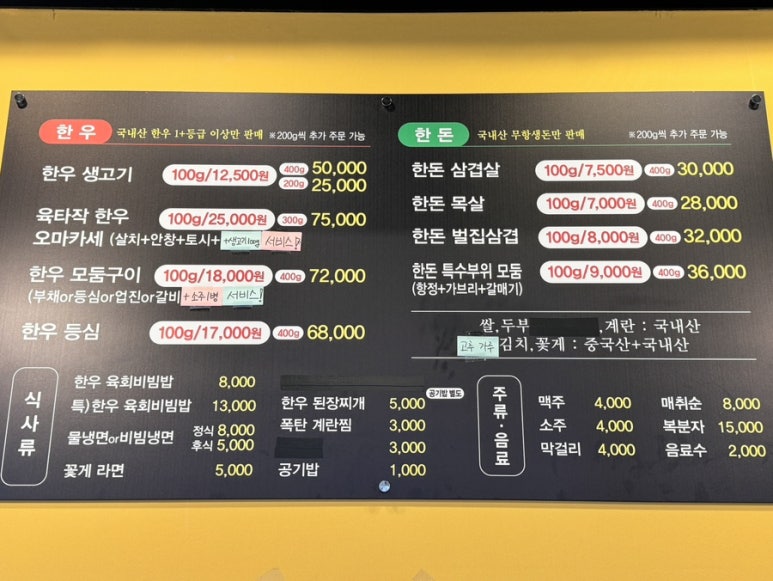 한우 국내산 한우 1+등급 이상만 판매 ※200g씩 추가 주문 가능
한우 생고기 100g/12,500원 400g 50,000
200g 25,000
육타작 한우 100g/25,000원 300g 75,000
오마카세 (살치+안창+토시+ +생고기100g 서비스!
한우 모둠구이 100g/18,000원 400g 72,000
(부채or등심or업진or갈비 +소주1병 서비스!
한우 등심 100g/17,000원 400g 68,000
한돈 국내산 무항생돈만 판매 ※200g씩 추가 주문 가능
한돈 삼겹살 100g/7,500원 400g 30,000
한돈 목살 100g/7,000원 400g 28,000
한돈 벌집삼겹 100g/8,000원 400g 32,000
한돈 특수부위 모둠 100g/9,000원 400g 36,000
(항정+가브리+갈매기)
쌀,두부 ,계란 : 국내산
고추 가루 김치,꽃게 : 중국산+국내산
식사류
한우 육회비빔밥 8,000
특)한우 육회비빔밥 13,000
물냉면or비빔냉면 정식 8,000
후식 5,000
꽃게 라면 5,000
공기밥 별도
한우 된장찌개 5,000
폭탄 계란찜 3,000
3,000
공기밥 1,000
주류·음료
맥주 4,000 매취순 8,000
소주 4,000 복분자 15,000
막걸리 4,000 음료수 2,000